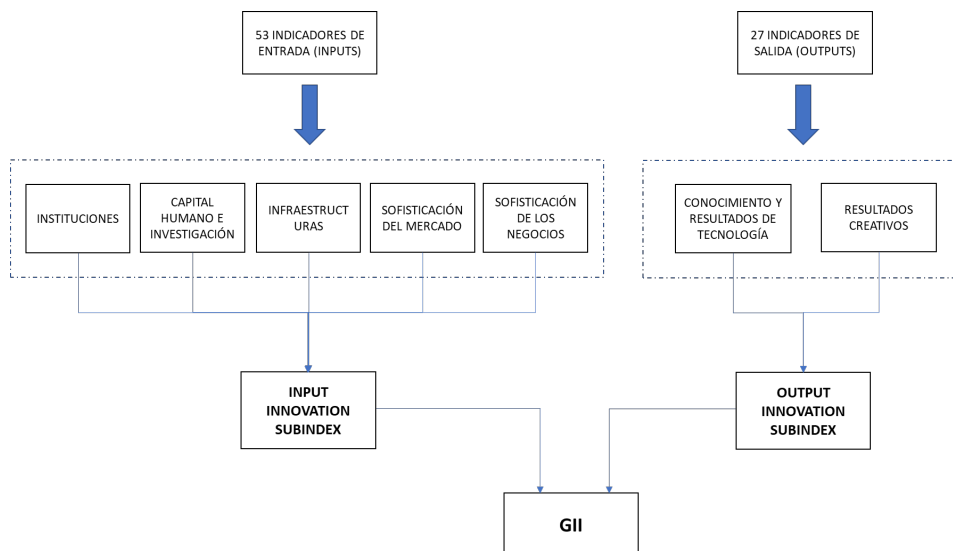 53 INDICADORES DE
ENTRADA (INPUTS)
27 INDICADORES DE
SALIDA (OUTPUTS)
INSTITUCIONES
CAPITAL
HUMANO E
INVESTIGACIÓN
INFRAESTRUCT
URAS
SOFISTICACIÓN
DEL MERCADO
SOFISTICACIÓN
DE LOS
NEGOCIOS
CONOCIMIENTO Y
RESULTADOS DE
TECNOLOGÍA
RESULTADOS
CREATIVOS
INPUT
INNOVATION
SUBINDEX
OUTPUT
INNOVATION
SUBINDEX
GII